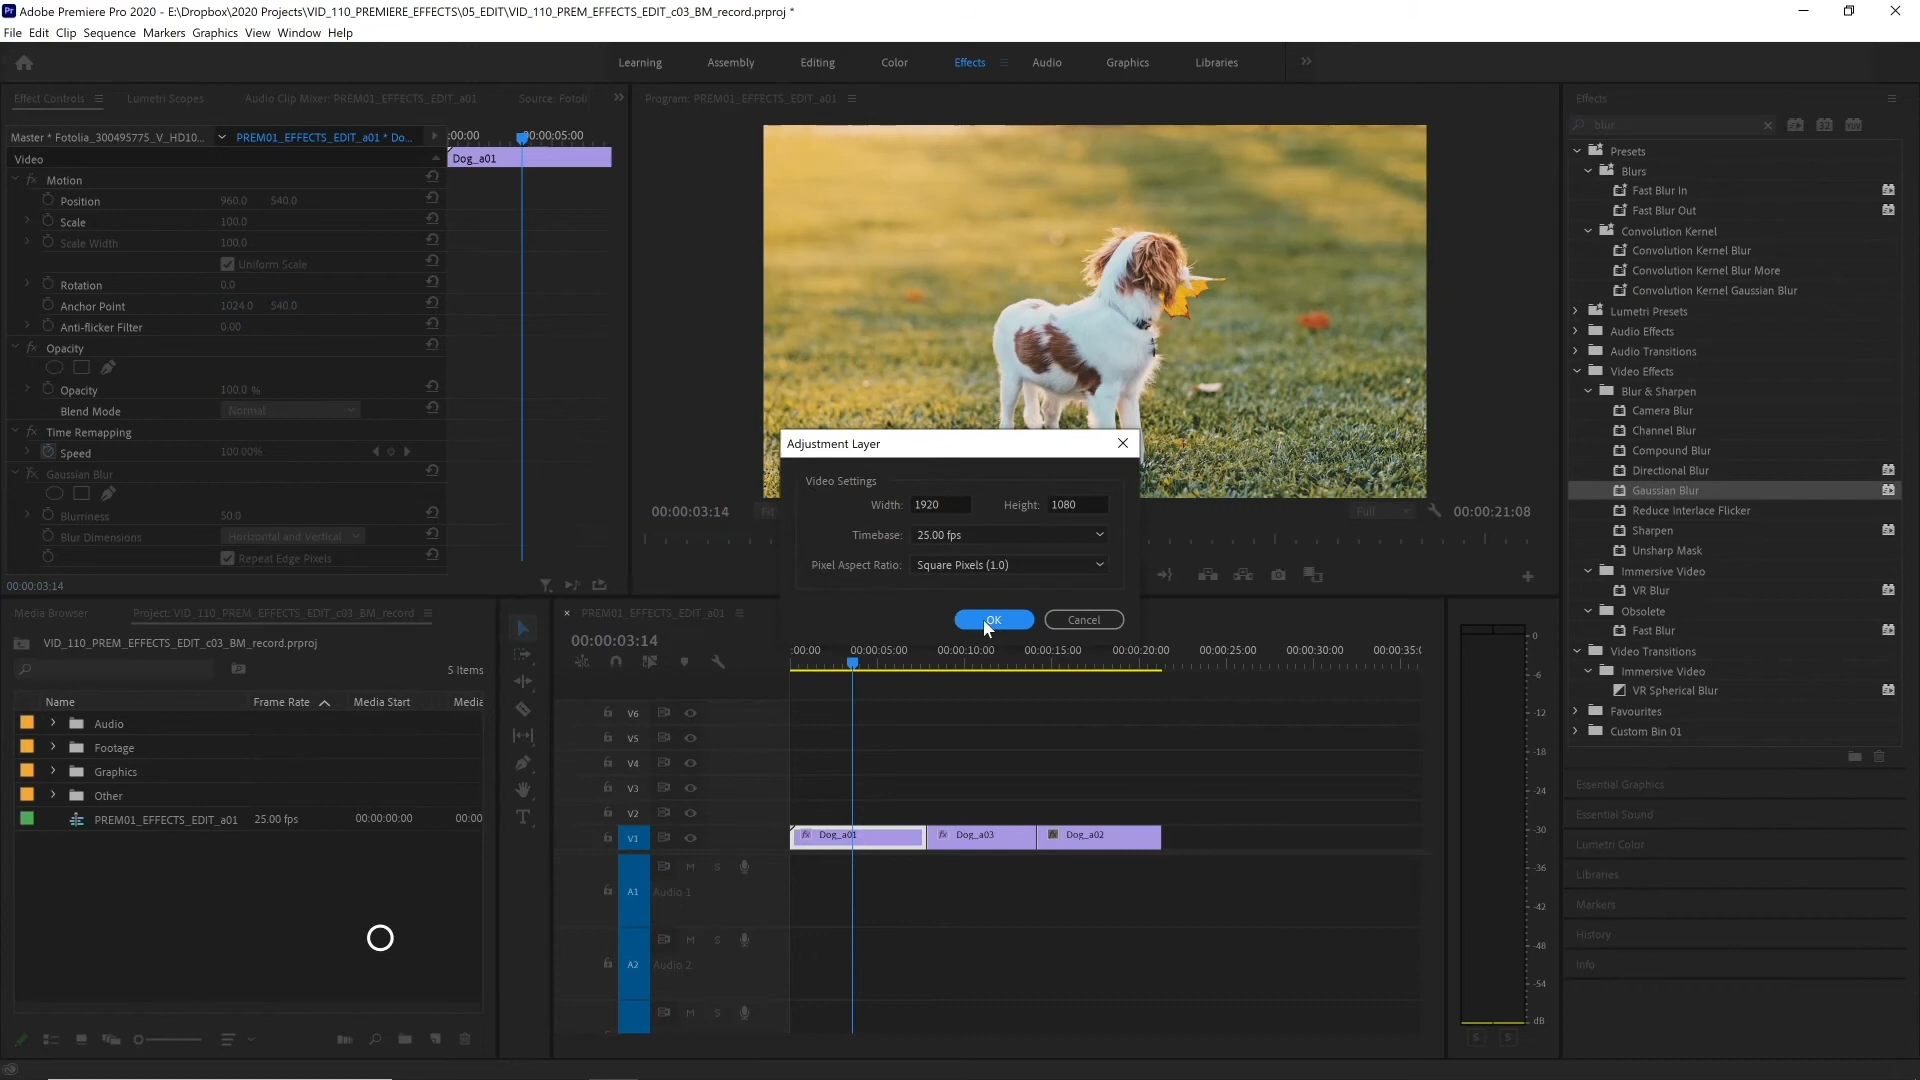 Adobe Premiere Pro 2020 - E:\Dropbox\2020 Projects\VID_110_PREMIERE_EFFECTS\05_EDIT\VID_110_PREM_EFFECTS_EDIT_c03_BM_record.prproj *
File Edit Clip Sequence Markers Graphics View Window Help
Learning Assembly Editing Color Effects Audio Graphics Libraries
Effect Controls Lumetri Scopes Audio Clip Mixer: PREM01_EFFECTS_EDIT_a01 Source: Fotoli
Master * Fotolia_300495775_V_HD10... PREM01_EFFECTS_EDIT_a01 * Do...
:00:00 00:00:05:00
Video
Dog_a01
Motion
Position 960.0 540.0
Scale 100.0
Scale Width 100.0
Uniform Scale
Rotation 0.0
Anchor Point 1024.0 540.0
Anti-flicker Filter 0.00
Opacity
Opacity 100.0 %
Blend Mode Normal
Time Remapping
Speed 100.00%
Gaussian Blur
Blurriness 50.0
Blur Dimensions Horizontal and Vertical
Repeat Edge Pixels
00:00:03:14
Program: PREM01_EFFECTS_EDIT_a01
00:00:03:14 Fit Full 00:00:21:08
Adjustment Layer
Video Settings
Width: 1920 Height: 1080
Timebase: 25.00 fps
Pixel Aspect Ratio: Square Pixels (1.0)
OK Cancel
Effects
blur
Presets
Blurs
Fast Blur In
Fast Blur Out
Convolution Kernel
Convolution Kernel Blur
Convolution Kernel Blur More
Convolution Kernel Gaussian Blur
Lumetri Presets
Audio Effects
Audio Transitions
Video Effects
Blur & Sharpen
Camera Blur
Channel Blur
Compound Blur
Directional Blur
Gaussian Blur
Reduce Interlace Flicker
Sharpen
Unsharp Mask
Immersive Video
VR Blur
Obsolete
Fast Blur
Video Transitions
Immersive Video
VR Spherical Blur
Favourites
Custom Bin 01
Essential Graphics
Essential Sound
Lumetri Color
Libraries
Markers
History
Info
Media Browser Project: VID_110_PREM_EFFECTS_EDIT_c03_BM_record
VID_110_PREM_EFFECTS_EDIT_c03_BM_record.prproj
5 Items
Name Frame Rate Media Start Media
Audio
Footage
Graphics
Other
PREM01_EFFECTS_EDIT_a01 25.00 fps 00:00:00:00 00:00
PREM01_EFFECTS_EDIT_a01
00:00:03:14
:00:00 00:00:05:00 00:00:10:00 00:00:15:00 00:00:20:00 00:00:25:00 00:00:30:00 00:00:35:0
V6
V5
V4
V3
V2
V1 Dog_a01 Dog_a03 Dog_a02
M S
A1 Audio 1
M S
A2 Audio 2
M S
0
-6
-12
-18
-24
-30
-36
-42
-48
-54
dB
S S